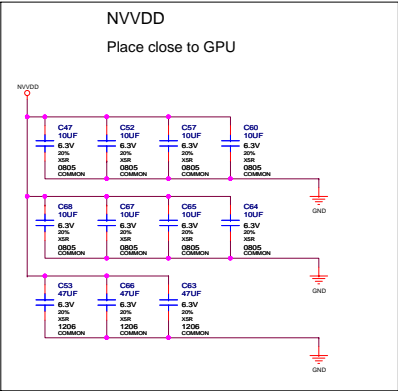 NVVDD
Place close to GPU
NVVDD
C47 C52 C57 C60
10UF 10UF 10UF 10UF
6.3V 6.3V 6.3V 6.3V
20% 20% 20% 20%
X5R X5R X5R X5R
0805 0805 0805 0805
COMMON COMMON COMMON COMMON
GND
C68 C67 C65 C64
10UF 10UF 10UF 10UF
6.3V 6.3V 6.3V 6.3V
20% 20% 20% 20%
X5R X5R X5R X5R
0805 0805 0805 0805
COMMON COMMON COMMON COMMON
GND
C53 C66 C63
47UF 47UF 47UF
6.3V 6.3V 6.3V
20% 20% 20%
X5R X5R X5R
1206 1206 1206
COMMON COMMON COMMON
GND